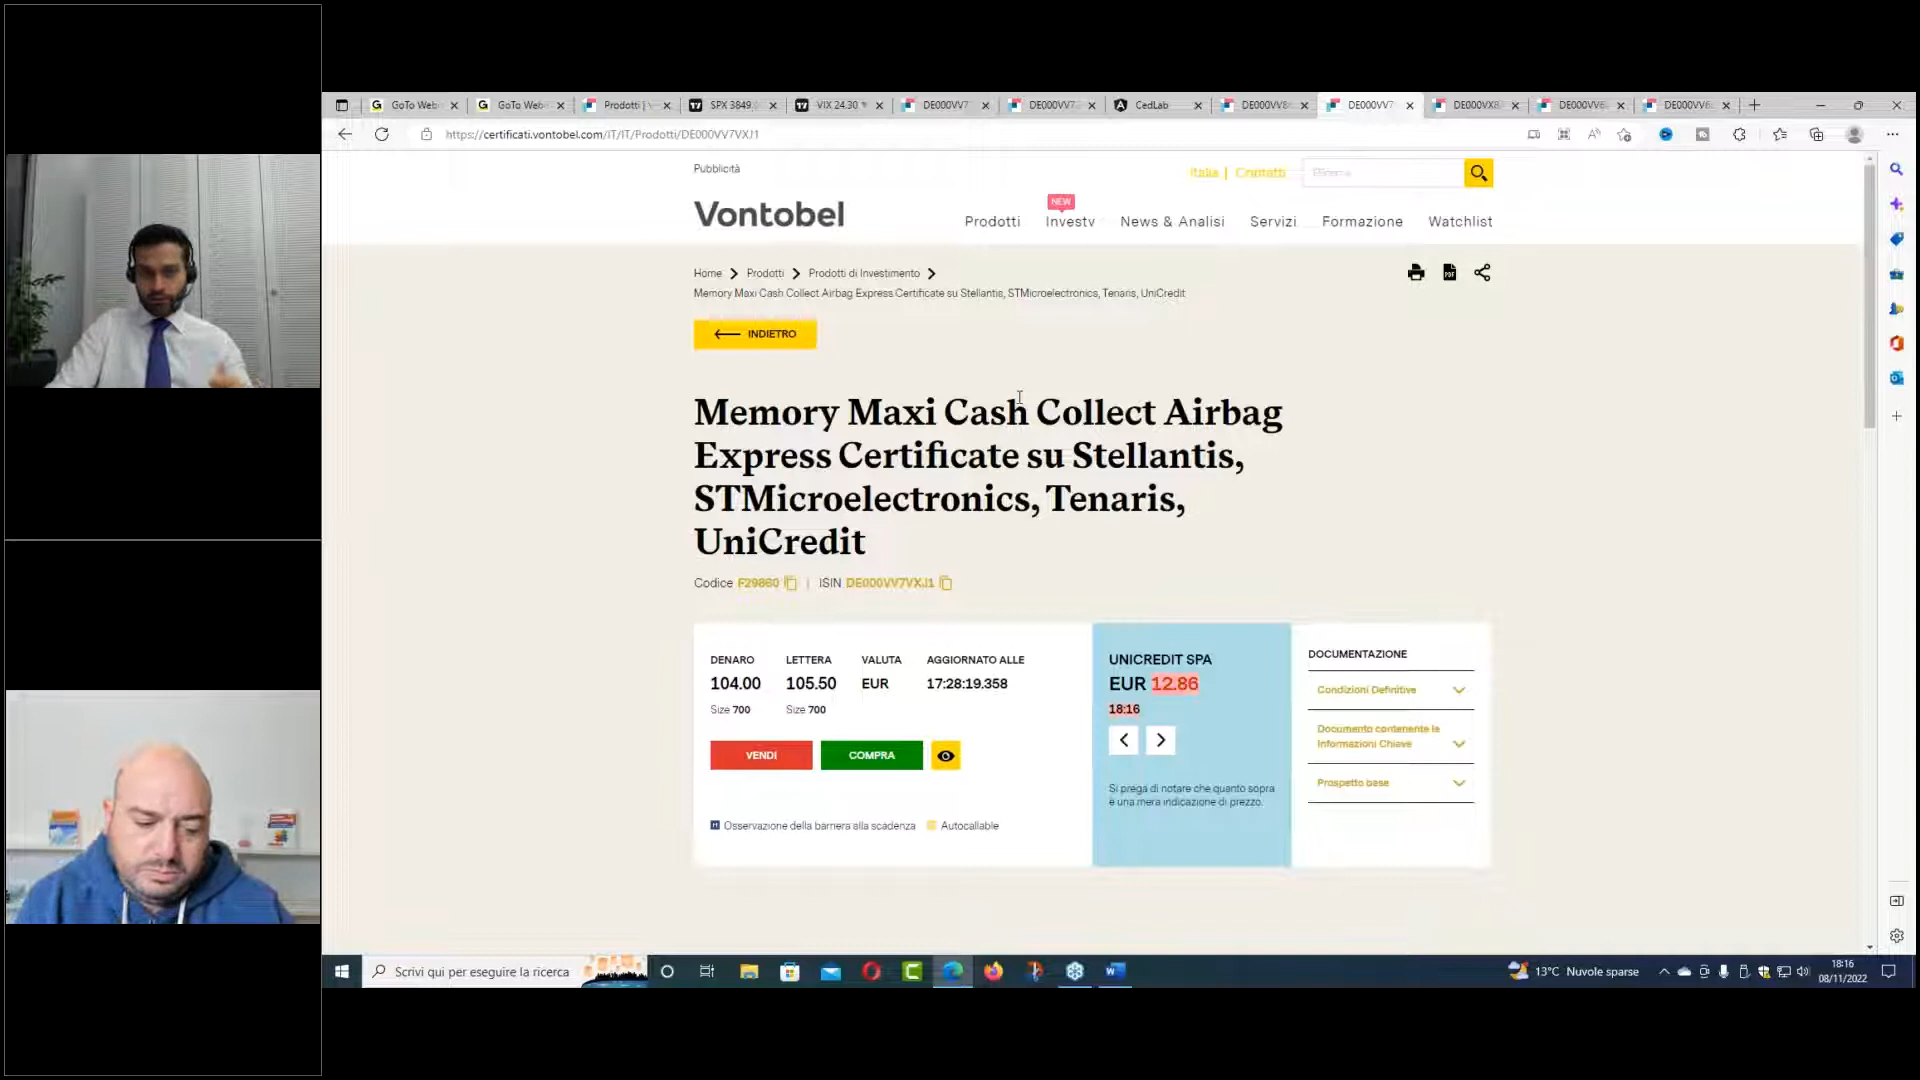 GoTo Web
GoTo Web
Prodotti | V
SPX 3849.
VIX 24.30 ▼
DE000VV7
DE000VV7
CedLab
DE000VV8
DE000VV7
DE000VX8
DE000VV6
DE000VV6
https://certificati.vontobel.com/IT/IT/Prodotti/DE000VV7VXJ1
Pubblicità
Italia | Contatti
Ricerca
Vontobel
NEW
Prodotti Investv News & Analisi Servizi Formazione Watchlist
Home > Prodotti > Prodotti di Investimento >
Memory Maxi Cash Collect Airbag Express Certificate su Stellantis, STMicroelectronics, Tenaris, UniCredit
INDIETRO
Memory Maxi Cash Collect Airbag
Express Certificate su Stellantis,
STMicroelectronics, Tenaris,
UniCredit
Codice F29860 | ISIN DE000VV7VXJ1
DENARO LETTERA VALUTA AGGIORNATO ALLE
104.00 105.50 EUR 17:28:19.358
Size 700 Size 700
VENDI COMPRA
Osservazione della barriera alla scadenza Autocallable
UNICREDIT SPA
EUR 12.86
18:16
Si prega di notare che quanto sopra
è una mera indicazione di prezzo.
DOCUMENTAZIONE
Condizioni Definitive
Documento contenente le
Informazioni Chiave
Prospetto base
Scrivi qui per eseguire la ricerca
13°C Nuvole sparse
18:16
08/11/2022